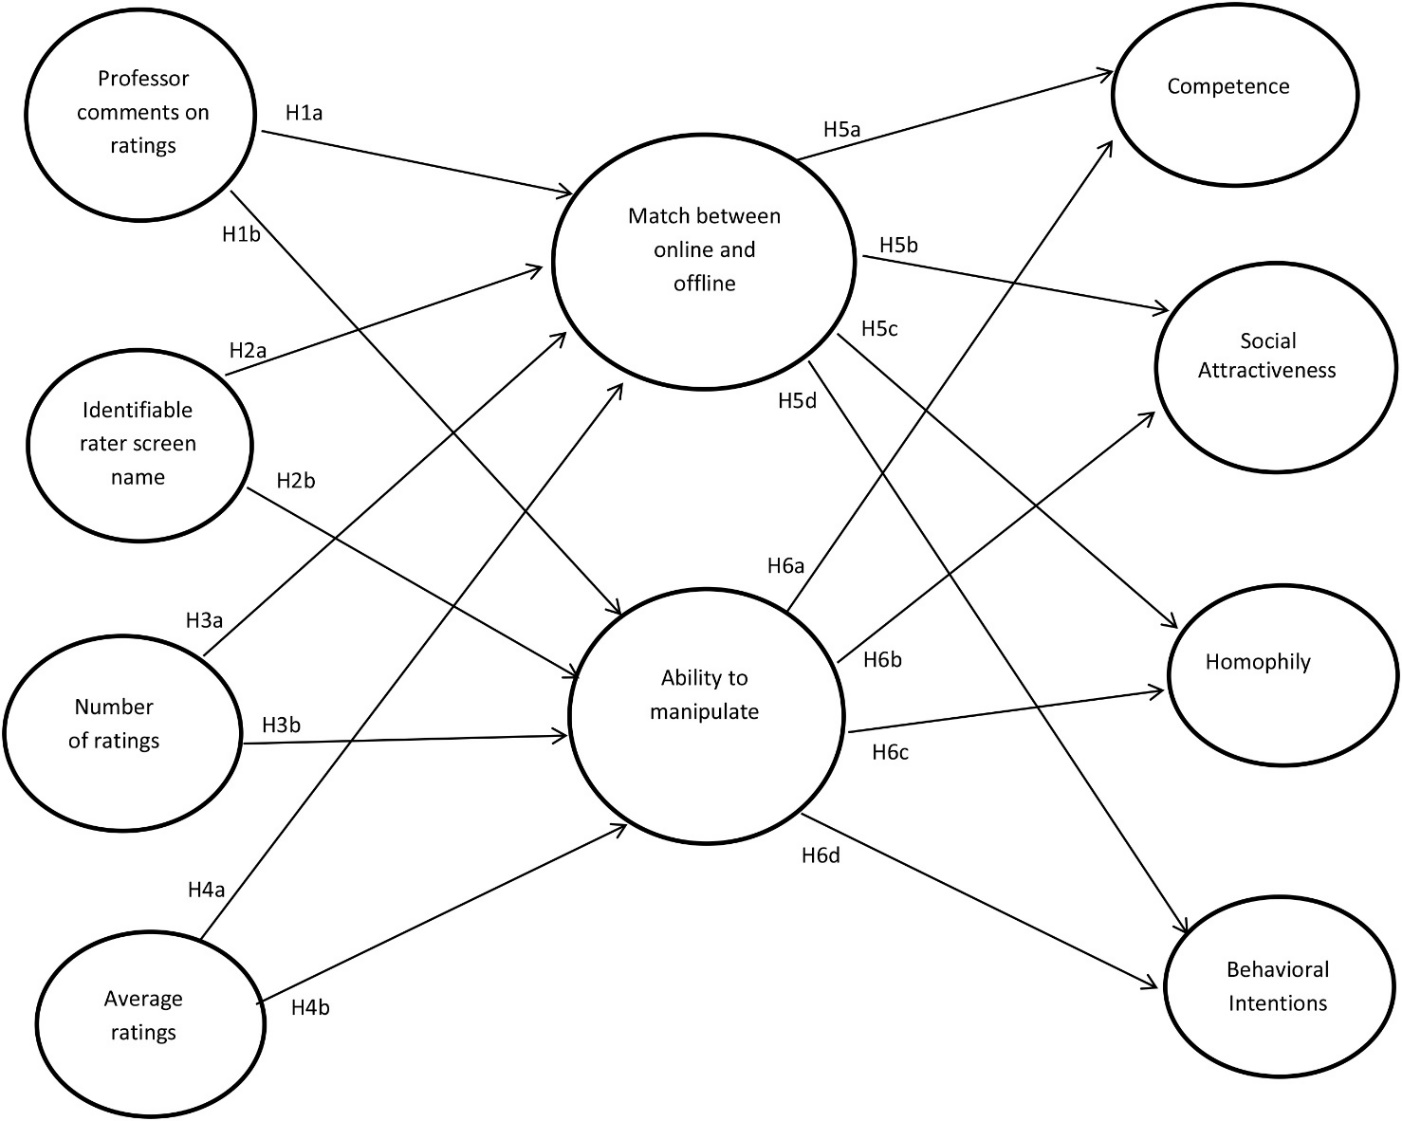 Professor
comments on
ratings
H1a
H1b
Identifiable
rater screen
name
H2a
H2b
Number
of ratings
H3a
H3b
Average
ratings
H4a
H4b
Match between
online and
offline
H5a
H5b
H5c
H5d
Ability to
manipulate
H6a
H6b
H6c
H6d
Competence
Social
Attractiveness
Homophily
Behavioral
Intentions